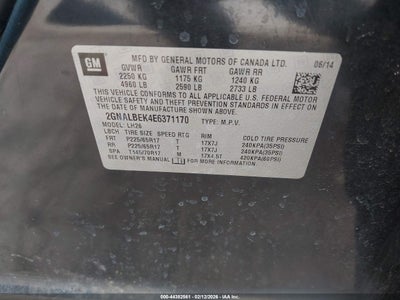 GM
MFD BY GENERAL MOTORS OF CANADA LTD. 06/14
GVWR GAWR FRT GAWR RR
2250 KG 1175 KG 1240 KG
4960 LB 2590 LB 2733 LB
THIS VEHICLE CONFORMS TO ALL APPLICABLE U.S. FEDERAL MOTOR
VEHICLE SAFETY AND THEFT PREVENTION STANDARDS IN EFFECT
ON THE DATE OF MANUFACTURE SHOWN ABOVE.
2GNALBEK4E6371170 TYPE: M.P.V.
MODEL: LH26
LBCH TIRE SIZE SPEED RTG RIM COLD TIRE PRESSURE
FRT P225/65R17 T 17X7J 240KPA(35PSI)
RR P225/65R17 T 17X7J 240KPA(35PSI)
SPA T145/70R17 M 17X4.5T 420KPA(60PSI)
SEE OWNER'S MANUAL FOR MORE INFORMATION.
000-44302561 - 02/12/2026 - IAA, Inc.